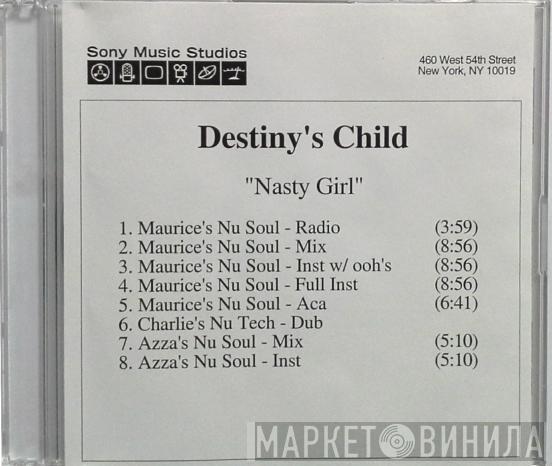 Sony Music Studios
460 West 54th Street
New York, NY 10019
Destiny's Child
"Nasty Girl"
1. Maurice's Nu Soul - Radio (3:59)
2. Maurice's Nu Soul - Mix (8:56)
3. Maurice's Nu Soul - Inst w/ ooh's (8:56)
4. Maurice's Nu Soul - Full Inst (8:56)
5. Maurice's Nu Soul - Aca (6:41)
6. Charlie's Nu Tech - Dub
7. Azza's Nu Soul - Mix (5:10)
8. Azza's Nu Soul - Inst (5:10)
МАРКЕТ ВИНИЛА